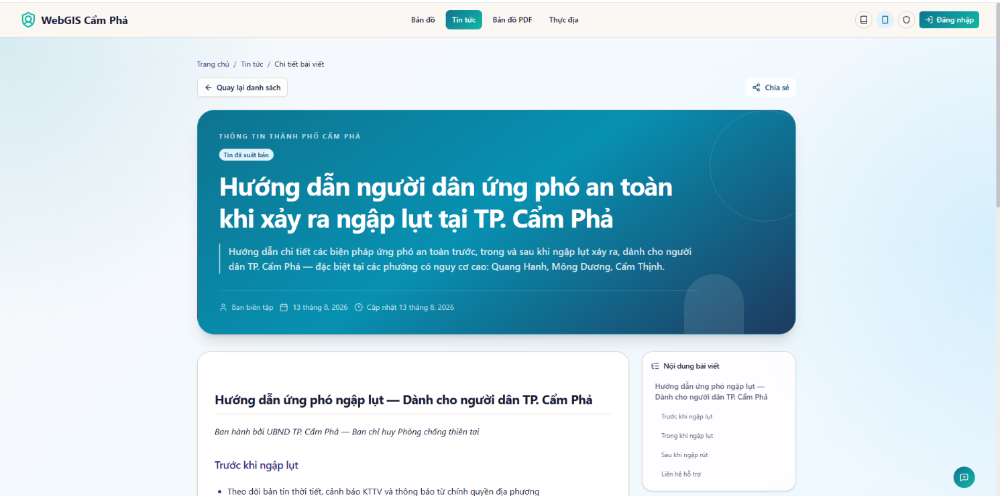 WebGIS Cẩm Phả
Bản đồ Tin tức Bản đồ PDF Thực địa
Đăng nhập
Trang chủ / Tin tức / Chi tiết bài viết
Quay lại danh sách
Chia sẻ
THÔNG TIN THÀNH PHỐ CẨM PHẢ
Tin đã xuất bản
Hướng dẫn người dân ứng phó an toàn
khi xảy ra ngập lụt tại TP. Cẩm Phả
Hướng dẫn chi tiết các biện pháp ứng phó an toàn trước, trong và sau khi ngập lụt xảy ra, dành cho người
dân TP. Cẩm Phả — đặc biệt tại các phường có nguy cơ cao: Quang Hanh, Mông Dương, Cẩm Thịnh.
Ban biên tập 13 tháng 8, 2026 Cập nhật 13 tháng 8, 2026
Hướng dẫn ứng phó ngập lụt — Dành cho người dân TP. Cẩm Phả
Ban hành bởi UBND TP. Cẩm Phả — Ban chỉ huy Phòng chống thiên tai
Trước khi ngập lụt
• Theo dõi bản tin thời tiết, cảnh báo KTTV và thông báo từ chính quyền địa phương
Nội dung bài viết
Hướng dẫn ứng phó ngập lụt —
Dành cho người dân TP. Cẩm Phả
Trước khi ngập lụt
Trong khi ngập lụt
Sau khi ngập rút
Liên hệ hỗ trợ